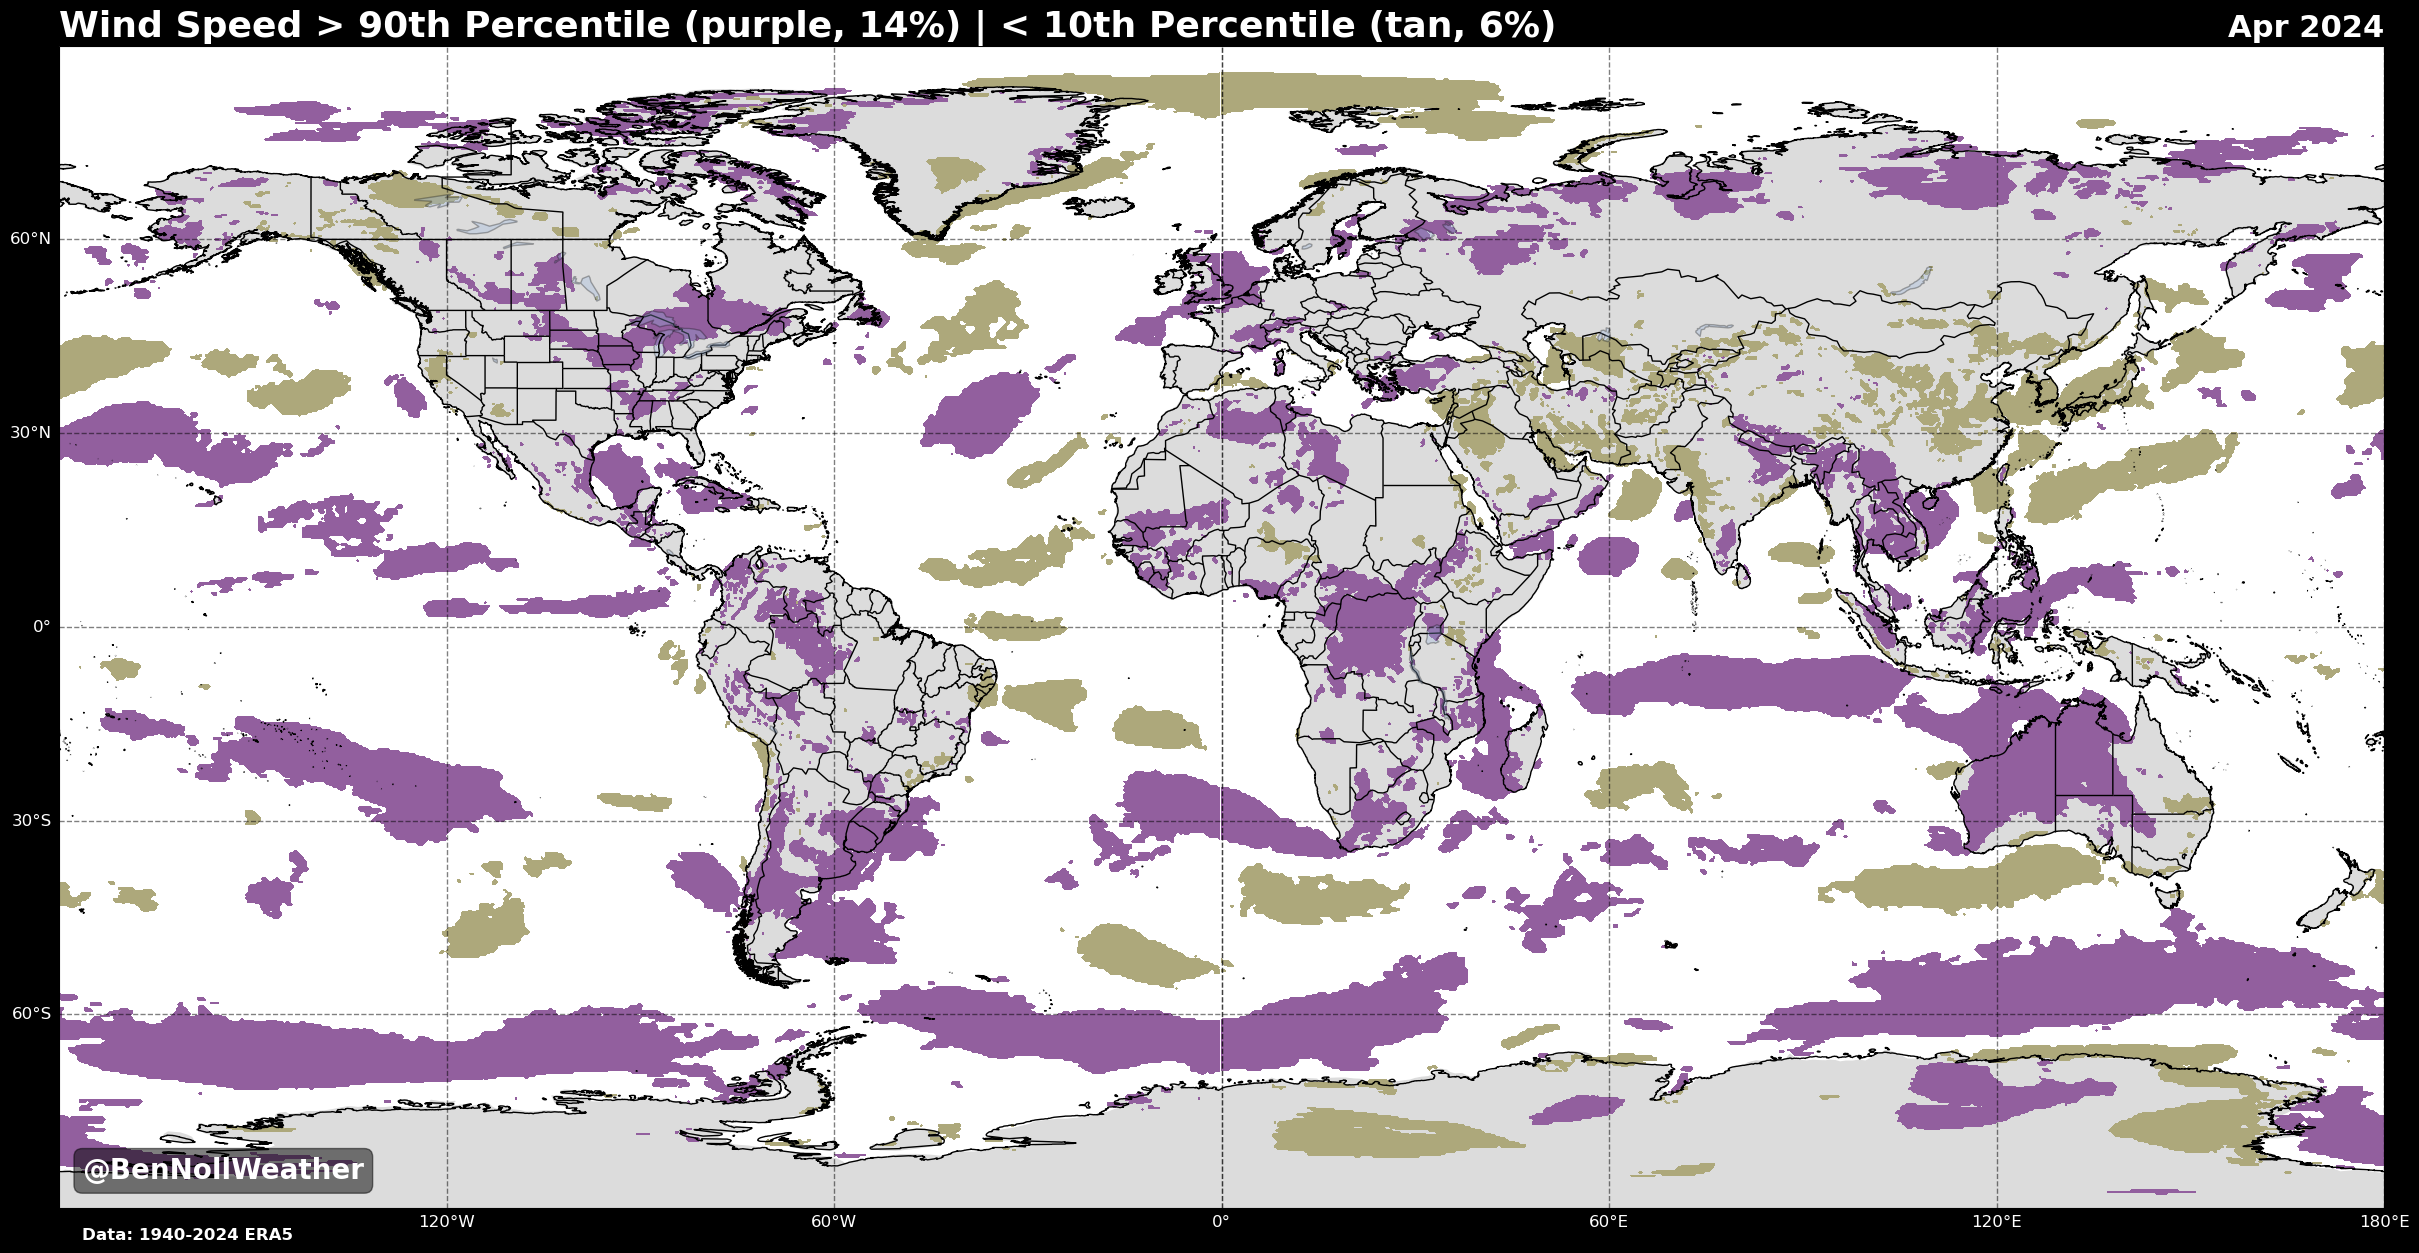 Wind Speed > 90th Percentile (purple, 14%) | < 10th Percentile (tan, 6%)
Apr 2024
60°N
30°N
0°
30°S
60°S
@BenNollWeather
120°W
60°W
0°
60°E
120°E
180°E
Data: 1940-2024 ERA5